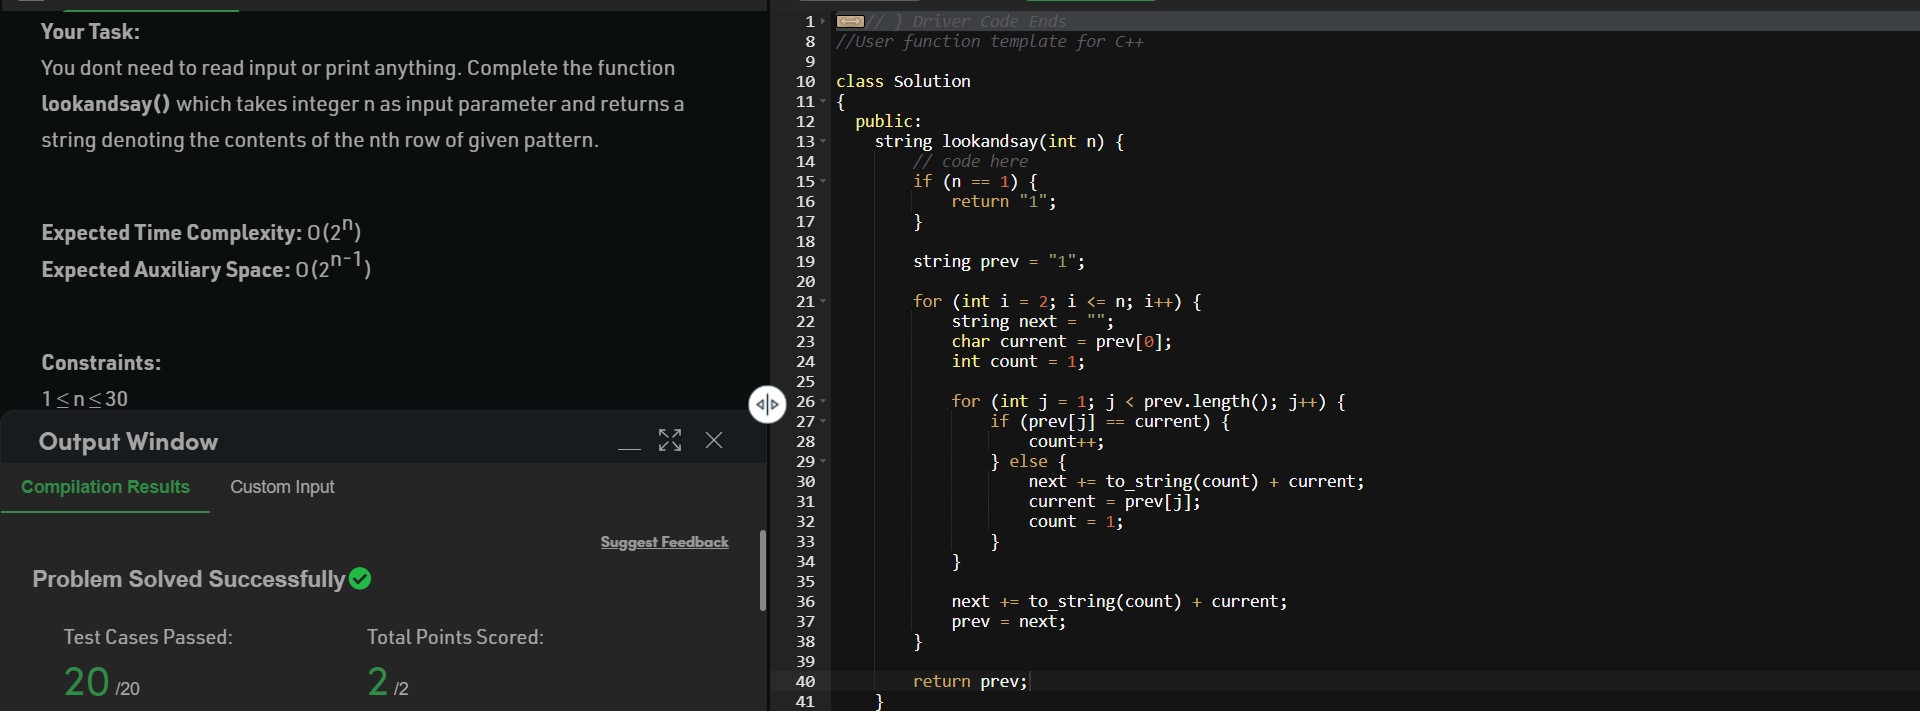 Your Task:
You dont need to read input or print anything. Complete the function
lookandsay() which takes integer n as input parameter and returns a
string denoting the contents of the nth row of given pattern.
Expected Time Complexity: O(2^n)
Expected Auxiliary Space: O(2^n-1)
Constraints:
1 ≤ n ≤ 30
Output Window
Compilation Results Custom Input
Suggest Feedback
Problem Solved Successfully
Test Cases Passed: Total Points Scored:
20 /20 2 /2
1 // } Driver Code Ends
8 //User function template for C++
9
10 class Solution
11 {
12   public:
13     string lookandsay(int n) {
14         // code here
15         if (n == 1) {
16             return "1";
17         }
18
19         string prev = "1";
20
21         for (int i = 2; i <= n; i++) {
22             string next = "";
23             char current = prev[0];
24             int count = 1;
25
26             for (int j = 1; j < prev.length(); j++) {
27                 if (prev[j] == current) {
28                     count++;
29                 } else {
30                     next += to_string(count) + current;
31                     current = prev[j];
32                     count = 1;
33                 }
34             }
35
36             next += to_string(count) + current;
37             prev = next;
38         }
39
40         return prev;
41     }